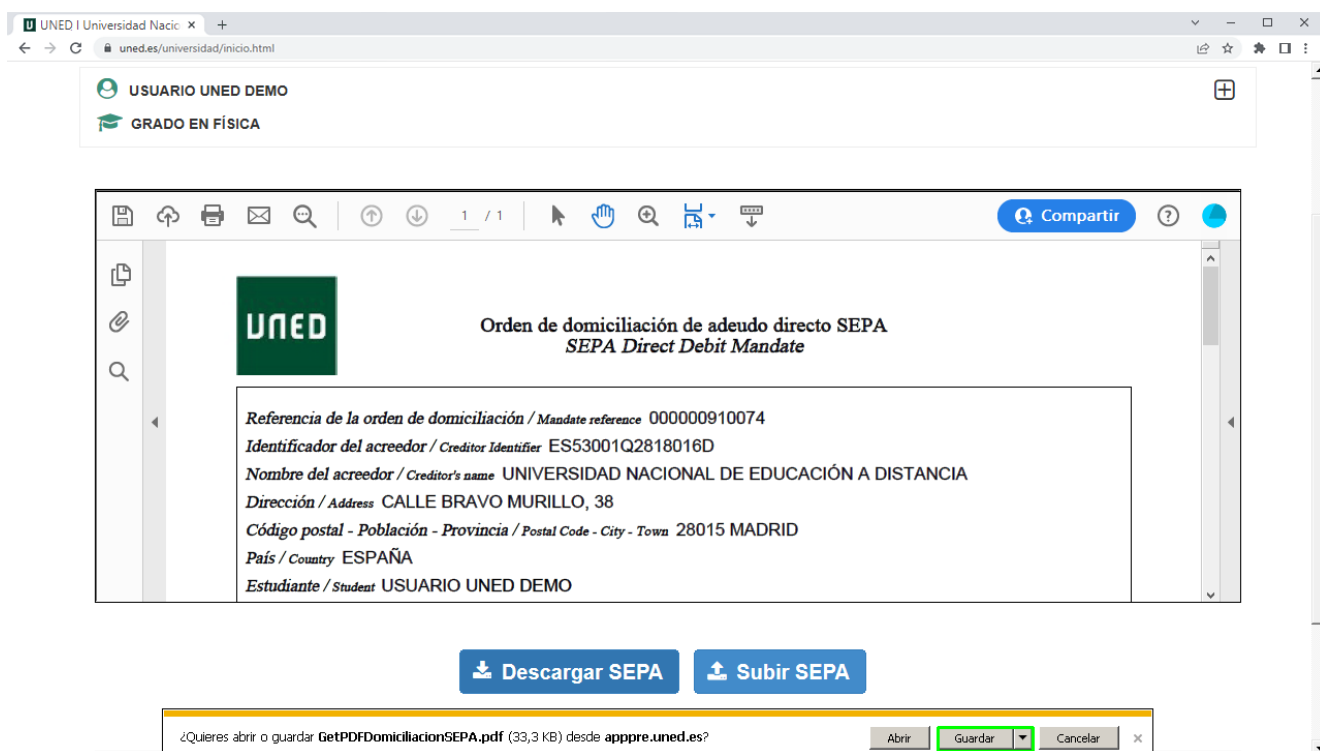 UNED I Universidad Nacio
uned.es/universidad/inicio.html
USUARIO UNED DEMO
GRADO EN FÍSICA
1 / 1
Compartir
UNED
Orden de domiciliación de adeudo directo SEPA
SEPA Direct Debit Mandate
Referencia de la orden de domiciliación / Mandate reference 000000910074
Identificador del acreedor / Creditor Identifier ES53001Q2818016D
Nombre del acreedor / Creditor's name UNIVERSIDAD NACIONAL DE EDUCACIÓN A DISTANCIA
Dirección / Address CALLE BRAVO MURILLO, 38
Código postal - Población - Provincia / Postal Code - City - Town 28015 MADRID
País / Country ESPAÑA
Estudiante / Student USUARIO UNED DEMO
Descargar SEPA
Subir SEPA
¿Quieres abrir o guardar GetPDFDomiciliacionSEPA.pdf (33,3 KB) desde apppre.uned.es?
Abrir
Guardar
Cancelar